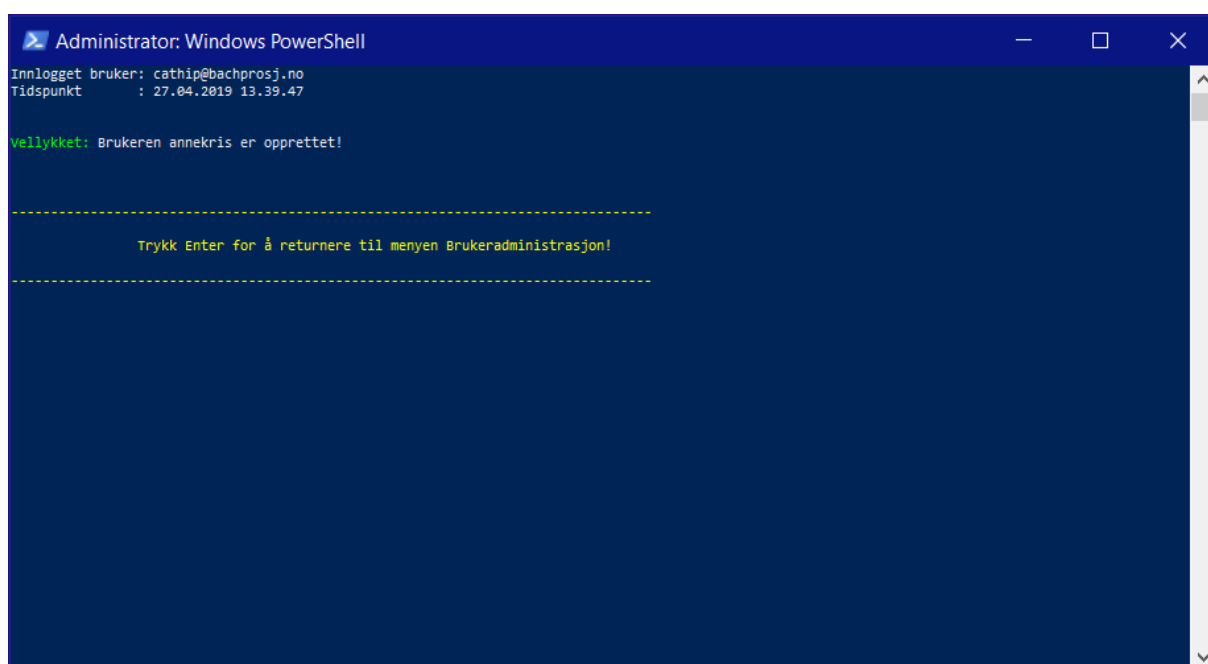 Administrator: Windows PowerShell
Innlogget bruker: cathip@bachprosj.no
Tidspunkt : 27.04.2019 13.39.47
Vellykket: Brukeren annekris er opprettet!
--------------------------------------------------------------------------------
Trykk Enter for å returnere til menyen Brukeradministrasjon!
--------------------------------------------------------------------------------